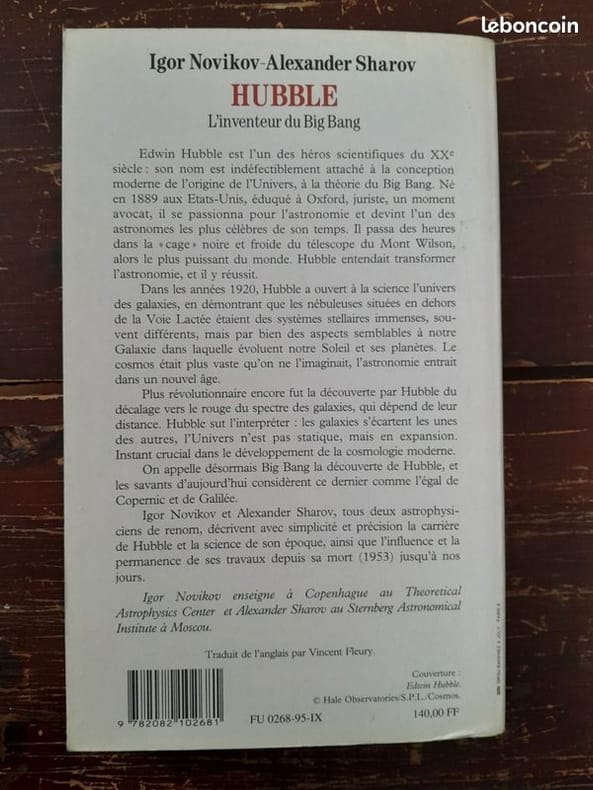 leboncoin
Igor Novikov-Alexander Sharov
HUBBLE
L'inventeur du Big Bang
Edwin Hubble est l'un des héros scientifiques du XXe
siècle : son nom est indéfectiblement attaché à la conception
moderne de l'origine de l'Univers, à la théorie du Big Bang. Né
en 1889 aux Etats-Unis, éduqué à Oxford, juriste, un moment
avocat, il se passionna pour l'astronomie et devint l'un des
astronomes les plus célèbres de son temps. Il passa des heures
dans la « cage » noire et froide du télescope du Mont Wilson,
alors le plus puissant du monde. Hubble entendait transformer
l'astronomie, et il y réussit.
Dans les années 1920, Hubble a ouvert à la science l'univers
des galaxies, en démontrant que les nébuleuses situées en dehors
de la Voie Lactée étaient des systèmes stellaires immenses, sou-
vent différents, mais par bien des aspects semblables à notre
Galaxie dans laquelle évoluent notre Soleil et ses planètes. Le
cosmos était plus vaste qu'on ne l'imaginait, l'astronomie entrait
dans un nouvel âge.
Plus révolutionnaire encore fut la découverte par Hubble du
décalage vers le rouge du spectre des galaxies, qui dépend de leur
distance. Hubble sut l'interpréter : les galaxies s'écartent les unes
des autres, l'Univers n'est pas statique, mais en expansion.
Instant crucial dans le développement de la cosmologie moderne.
On appelle désormais Big Bang la découverte de Hubble, et
les savants d'aujourd'hui considèrent ce dernier comme l'égal de
Copernic et de Galilée.
Igor Novikov et Alexander Sharov, tous deux astrophysi-
ciens de renom, décrivent avec simplicité et précision la carrière
de Hubble et la science de son époque, ainsi que l'influence et la
permanence de ses travaux depuis sa mort (1953) jusqu'à nos
jours.
Igor Novikov enseigne à Copenhague au Theoretical
Astrophysics Center et Alexander Sharov au Sternberg Astronomical
Institute à Moscou.
Traduit de l'anglais par Vincent Fleury.
Couverture :
Edwin Hubble.
© Hale Observatories/S.P.L./Cosmos.
9 782082 102681
FU 0268-95-IX
140,00 FF